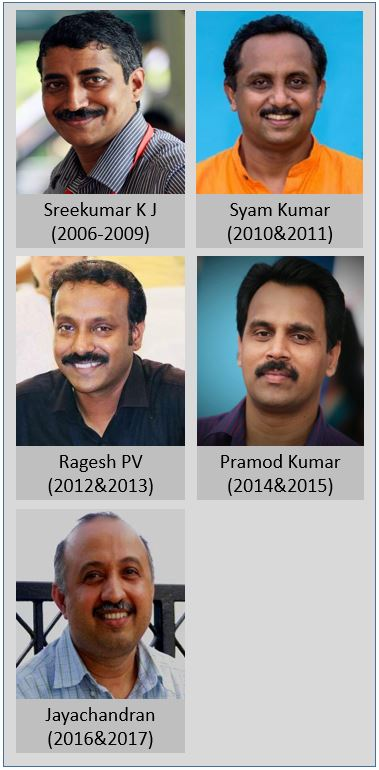 Sreekumar K J
(2006-2009)
Syam Kumar
(2010&2011)
Ragesh PV
(2012&2013)
Pramod Kumar
(2014&2015)
Jayachandran
(2016&2017)